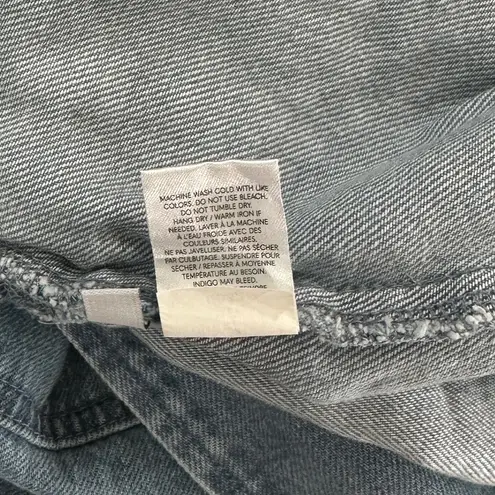 MACHINE WASH COLD WITH LIKE
COLORS. DO NOT USE BLEACH.
DO NOT TUMBLE DRY.
HANG DRY / WARM IRON IF
NEEDED. LAVER À LA MACHINE
À L'EAU FROIDE AVEC DES
COULEURS SIMILAIRES.
NE PAS JAVELLISER. NE PAS SÉCHER
PAR CULBUTAGE. SUSPENDRE POUR
SÉCHER / REPASSER À MOYENNE
TEMPÉRATURE AU BESOIN.
INDIGO MAY BLEED.